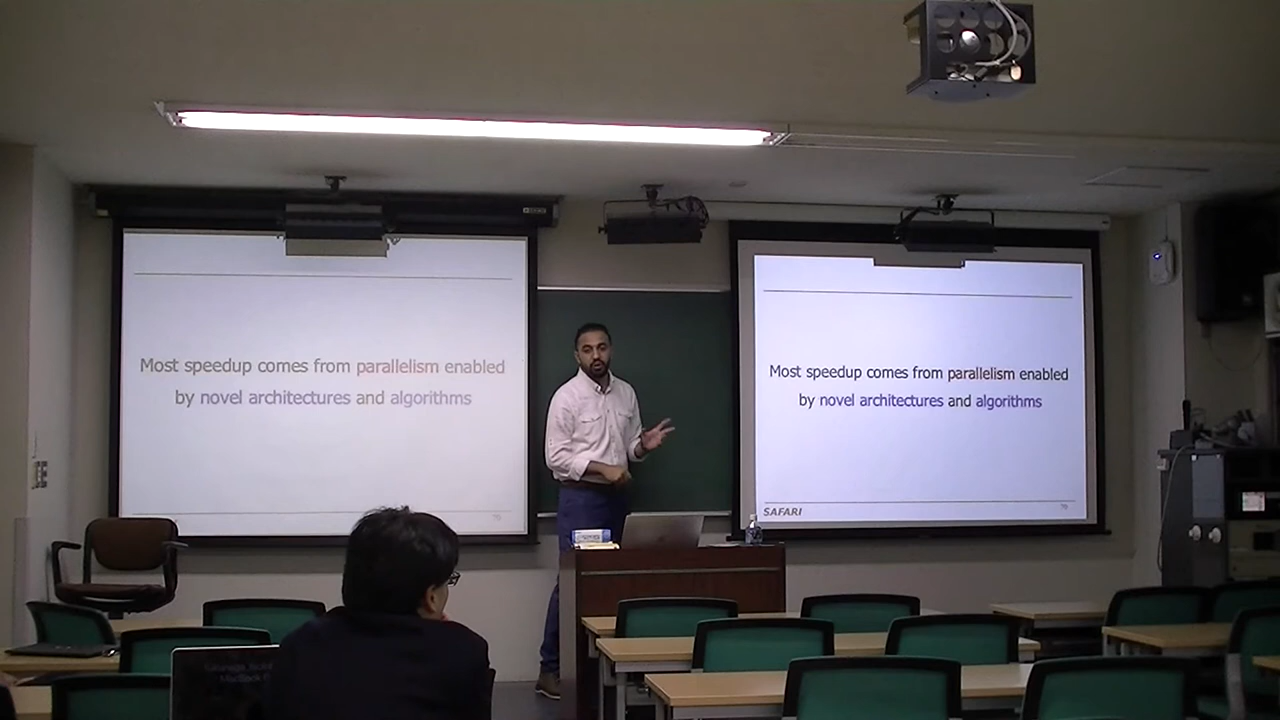 Most speedup comes from parallelism enabled
by novel architectures and algorithms
Most speedup comes from parallelism enabled
by novel architectures and algorithms
SAFARI